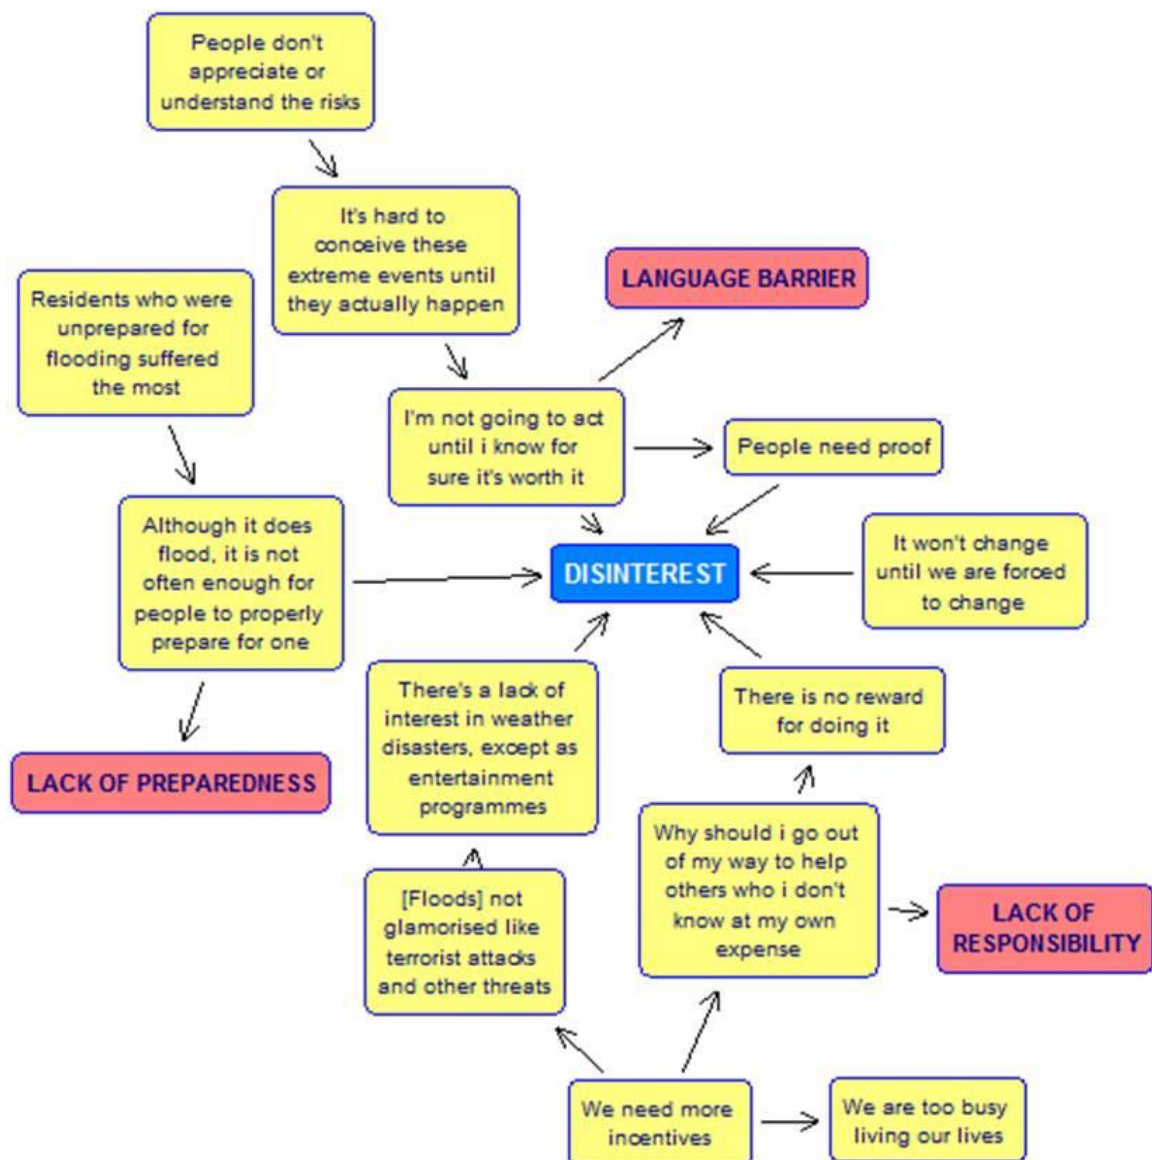 People don't
appreciate or
understand the risks
It's hard to
conceive these
extreme events until
they actually happen
LANGUAGE BARRIER
Residents who were
unprepared for
flooding suffered
the most
I'm not going to act
until i know for
sure it's worth it
People need proof
Although it does
flood, it is not
often enough for
people to properly
prepare for one
DISINTEREST
It won't change
until we are forced
to change
There's a lack of
interest in weather
disasters, except as
entertainment
programmes
There is no reward
for doing it
LACK OF PREPAREDNESS
Why should i go out
of my way to help
others who i don't
know at my own
expense
[Floods] not
glamorised like
terrorist attacks
and other threats
LACK OF
RESPONSIBILITY
We need more
incentives
We are too busy
living our lives